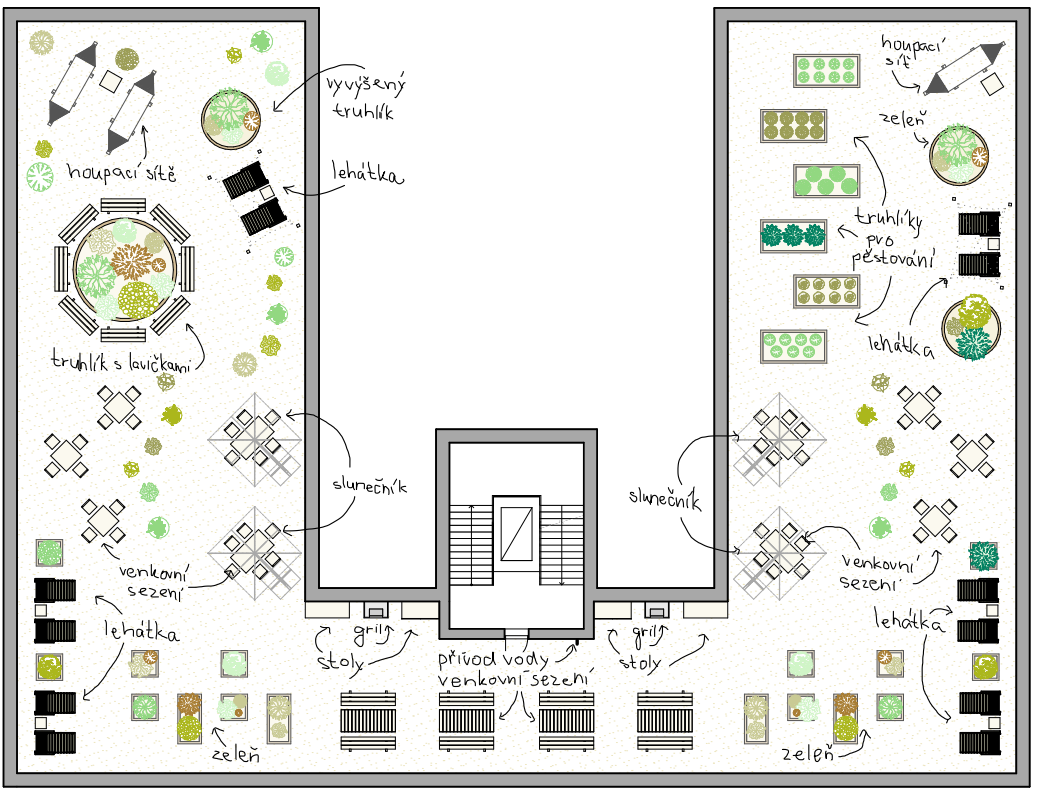 houpací
síť
vyvýšený
truhlík
zeleň
houpací sítě
lehátka
truhlíky
pro
pěstování
truhlík s lavičkami
lehátka
slunečník
slunečník
venkovní
sezení
venkovní
sezení
lehátka
lehátka
gril
stoly
gril
stoly
přívod vody
venkovní sezení
zeleň
zeleň